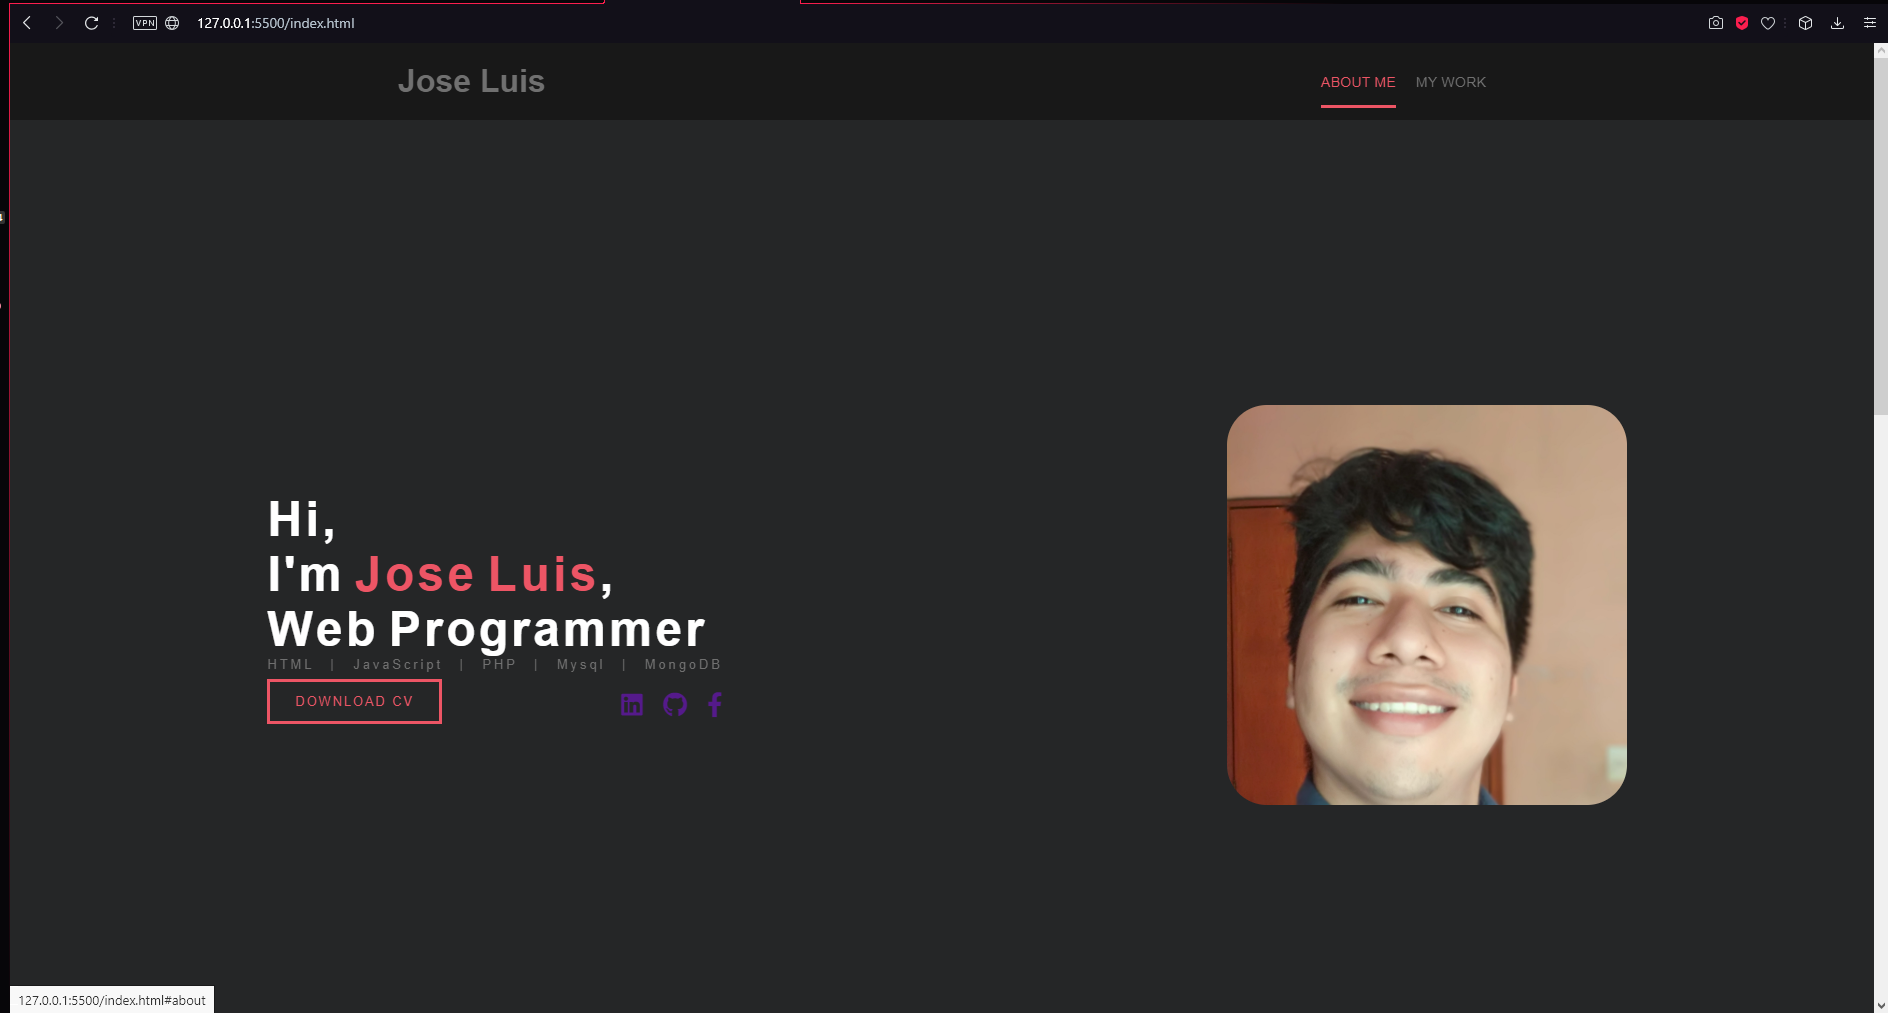 VPN 127.0.0.1:5500/index.html
Jose Luis ABOUT ME MY WORK
Hi,
I'm Jose Luis,
Web Programmer
HTML | JavaScript | PHP | Mysql | MongoDB
DOWNLOAD CV
127.0.0.1:5500/index.html#about